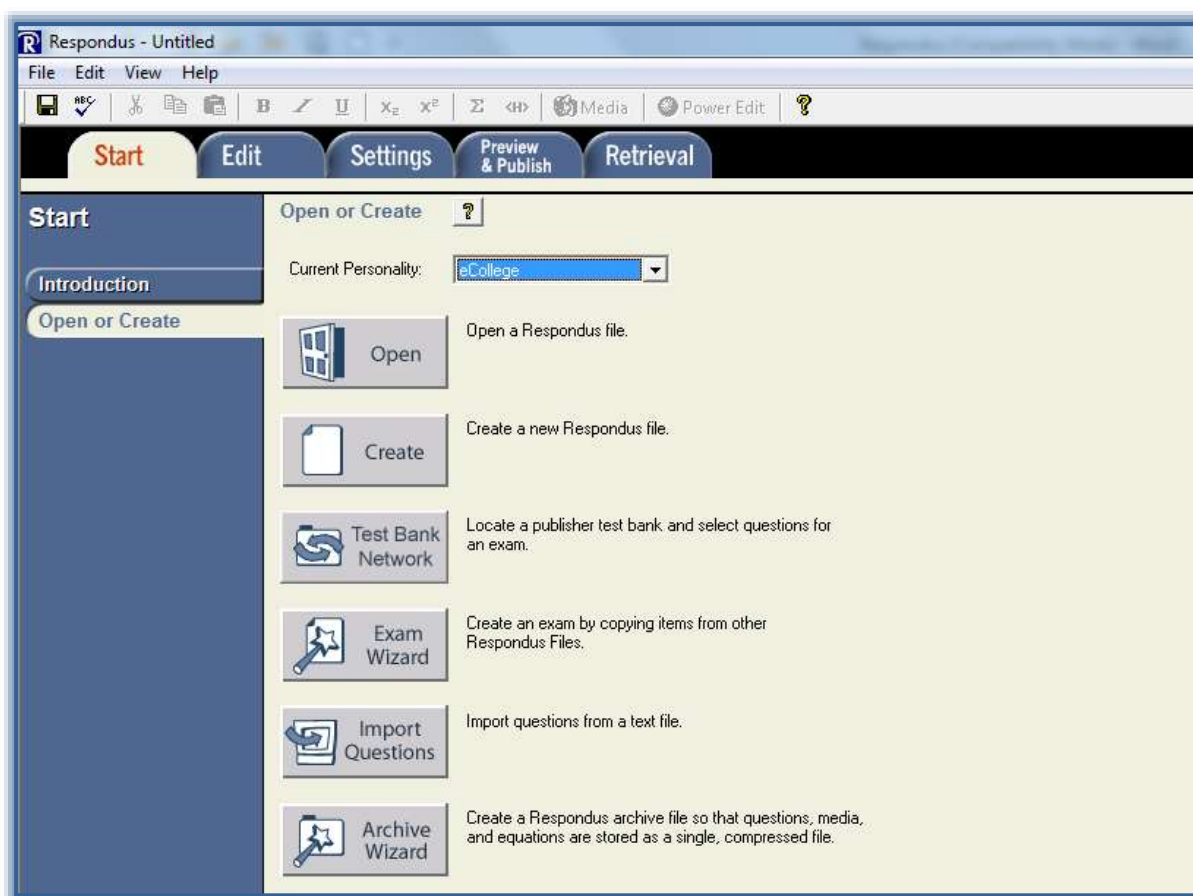 Respondus - Untitled
File Edit View Help
ABC B I U X₂ X² Σ <H> Media Power Edit ?
Start Edit Settings Preview & Publish Retrieval
Start
Introduction
Open or Create
Open or Create ?
Current Personality: eCollege
Open
Open a Respondus file.
Create
Create a new Respondus file.
Test Bank
Network
Locate a publisher test bank and select questions for
an exam.
Exam
Wizard
Create an exam by copying items from other
Respondus Files.
Import
Questions
Import questions from a text file.
Archive
Wizard
Create a Respondus archive file so that questions, media,
and equations are stored as a single, compressed file.